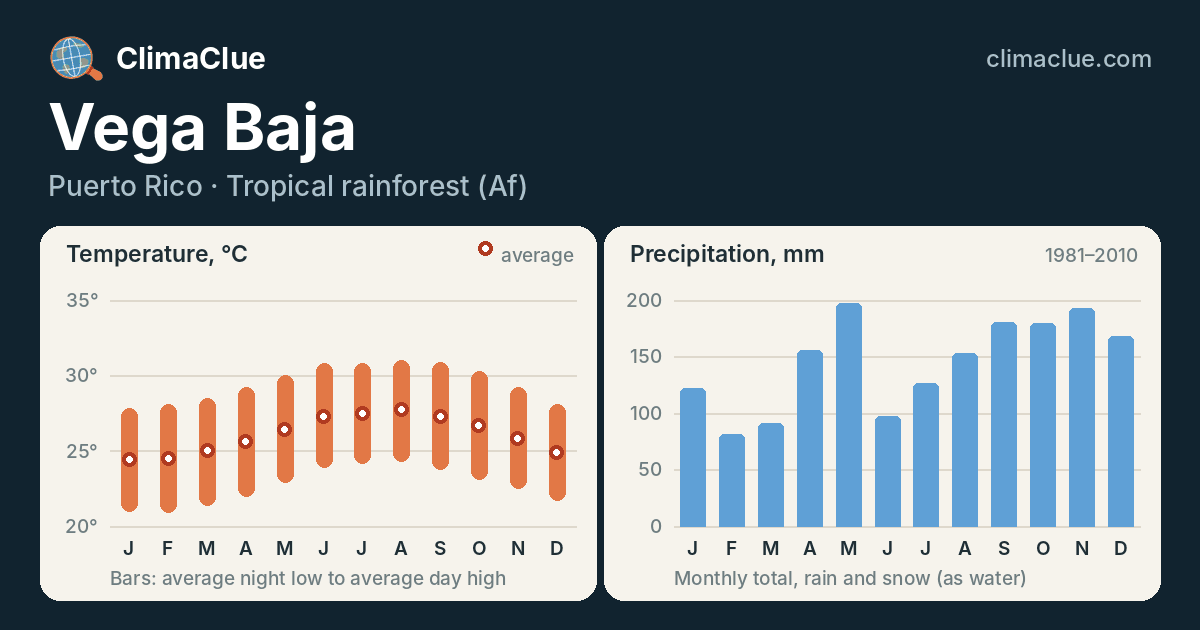 ClimaClue
climaclue.com
Vega Baja
Puerto Rico · Tropical rainforest (Af)
Temperature, °C
average
35°
30°
25°
20°
J F M A M J J A S O N D
Bars: average night low to average day high
Precipitation, mm
1981–2010
200
150
100
50
0
J F M A M J J A S O N D
Monthly total, rain and snow (as water)